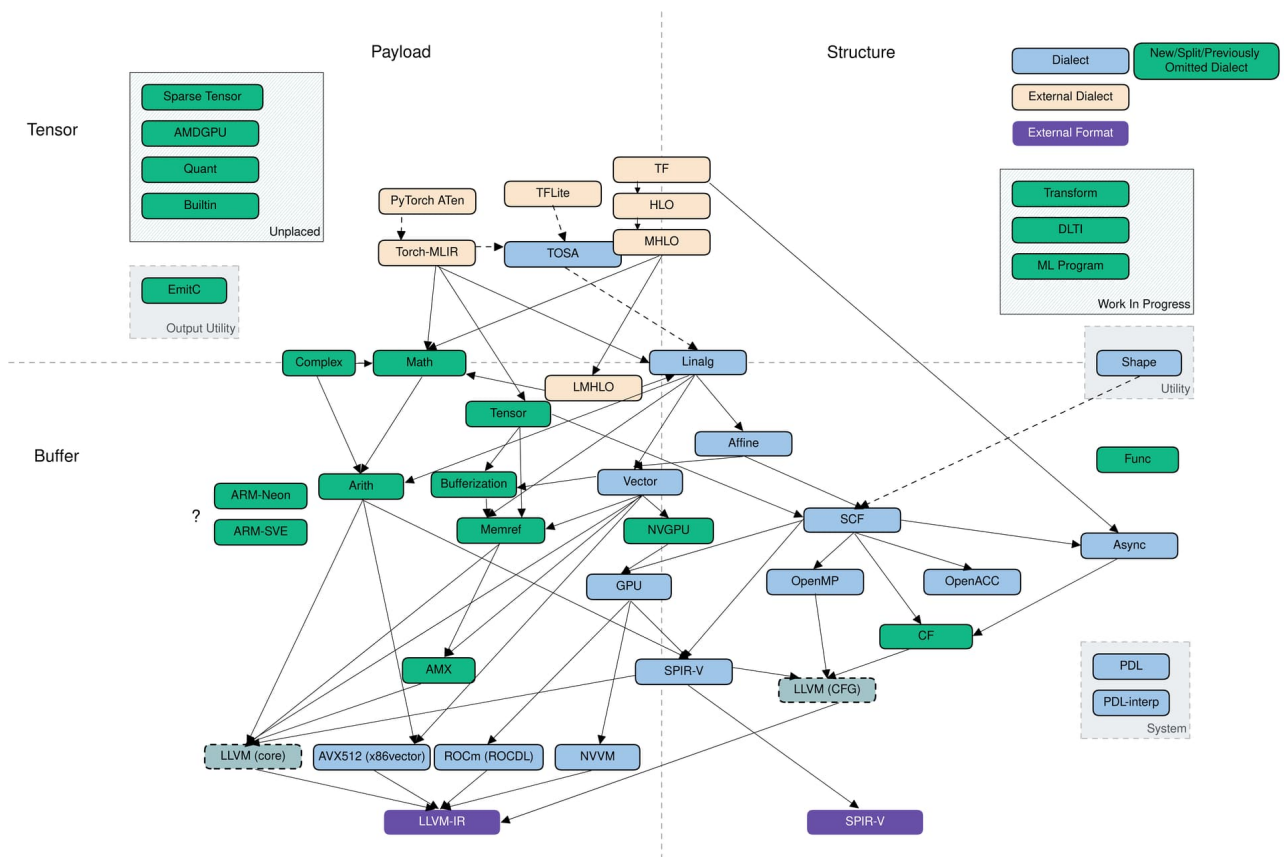 Payload
Structure
Dialect
New/Split/Previously
Omitted Dialect
External Dialect
External Format
Tensor
Sparse Tensor
AMDGPU
Quant
Builtin
Unplaced
TF
TFLite
PyTorch ATen
HLO
MHLO
Torch-MLIR
TOSA
Transform
DLTI
ML Program
Work In Progress
EmitC
Output Utility
Complex
Math
Linalg
Shape
Utility
LMHLO
Tensor
Affine
Buffer
Func
Arith
Bufferization
Vector
ARM-Neon
?
ARM-SVE
Memref
NVGPU
SCF
Async
GPU
OpenMP
OpenACC
CF
AMX
SPIR-V
LLVM (CFG)
PDL
PDL-interp
System
LLVM (core)
AVX512 (x86vector)
ROCm (ROCDL)
NVVM
LLVM-IR
SPIR-V